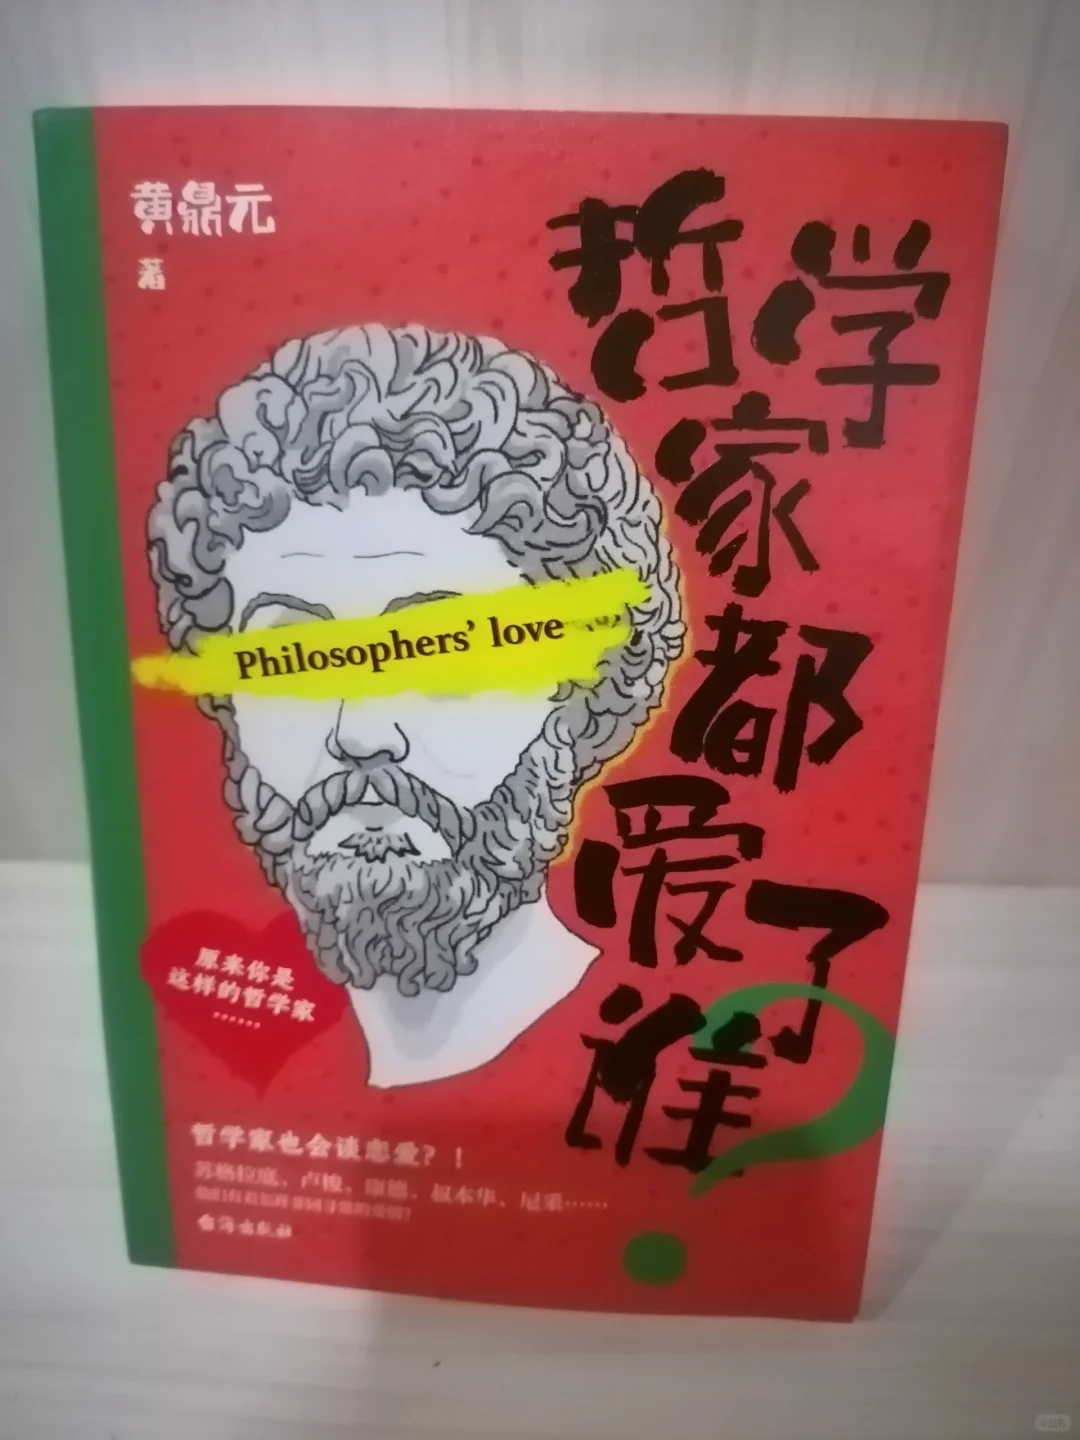 黄鼎元
著
哲学家都爱了谁?
Philosophers' love
原来你是
这样的哲学家
……
哲学家也会谈恋爱?!
苏格拉底、卢梭、康德、叔本华、尼采……
台海出版社